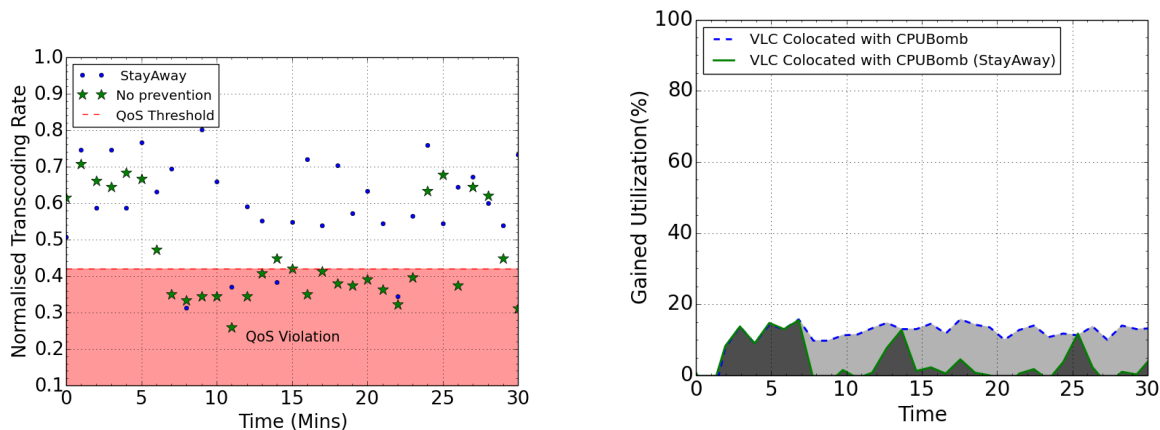 Normalised Transcoding Rate
1.0
0.9
0.8
0.7
0.6
0.5
0.4
0.3
0.2
0.1
StayAway
No prevention
QoS Threshold
QoS Violation
0 5 10 15 20 25 30
Time (Mins)
Gained Utilization(%)
100
80
60
40
20
0
VLC Colocated with CPUBomb
VLC Colocated with CPUBomb (StayAway)
0 5 10 15 20 25 30
Time